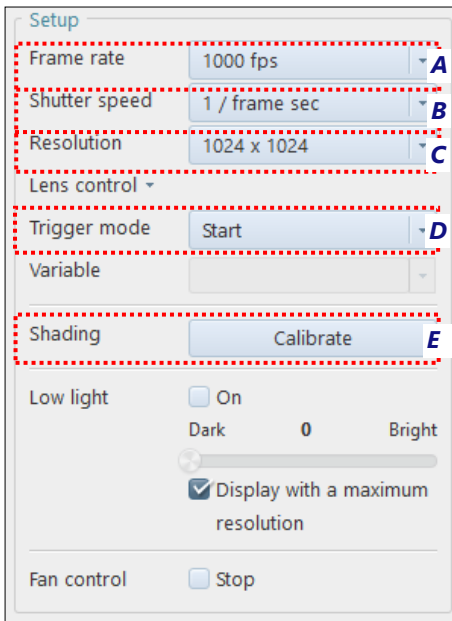 Setup
Frame rate 1000 fps A
Shutter speed 1 / frame sec B
Resolution 1024 x 1024 C
Lens control
Trigger mode Start D
Variable
Shading Calibrate E
Low light On
Dark 0 Bright
Display with a maximum
resolution
Fan control Stop